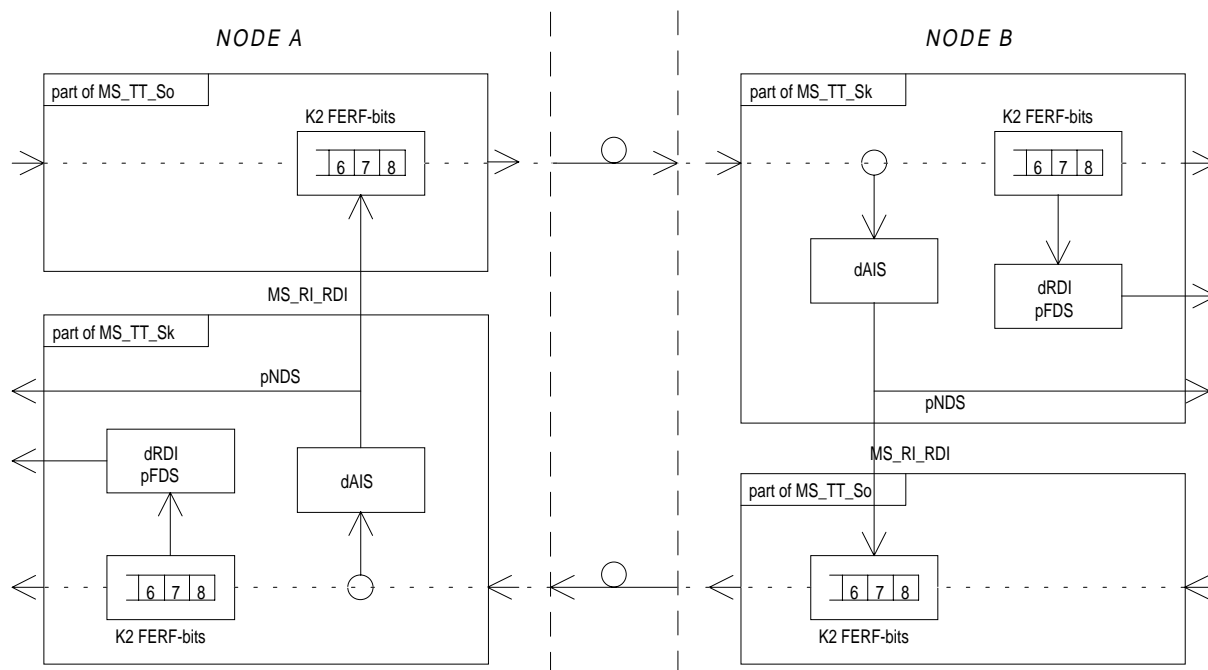 NODE A
NODE B
part of MS_TT_So
K2 FERF-bits
6 7 8
part of MS_TT_Sk
K2 FERF-bits
6 7 8
dAIS
dRDI
pFDS
MS_RI_RDI
part of MS_TT_Sk
pNDS
dRDI
pFDS
dAIS
6 7 8
K2 FERF-bits
pNDS
MS_RI_RDI
part of MS_TT_So
6 7 8
K2 FERF-bits